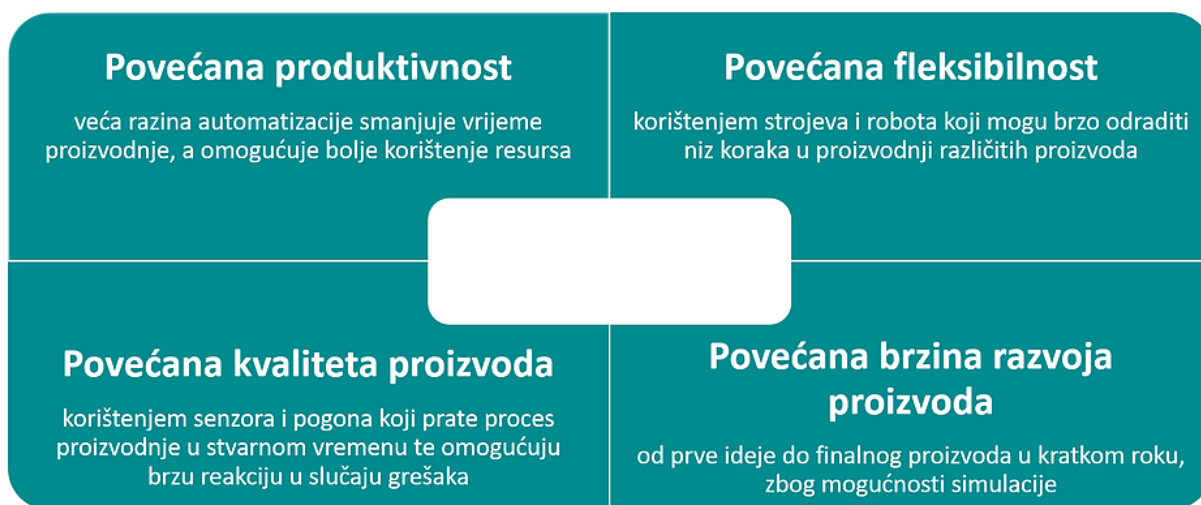 Povećana produktivnost
veća razina automatizacije smanjuje vrijeme
proizvodnje, a omogućuje bolje korištenje resursa
Povećana fleksibilnost
korištenjem strojeva i robota koji mogu brzo odraditi
niz koraka u proizvodnji različitih proizvoda
Povećana kvaliteta proizvoda
korištenjem senzora i pogona koji prate proces
proizvodnje u stvarnom vremenu te omogućuju
brzu reakciju u slučaju grešaka
Povećana brzina razvoja
proizvoda
od prve ideje do finalnog proizvoda u kratkom roku,
zbog mogućnosti simulacije